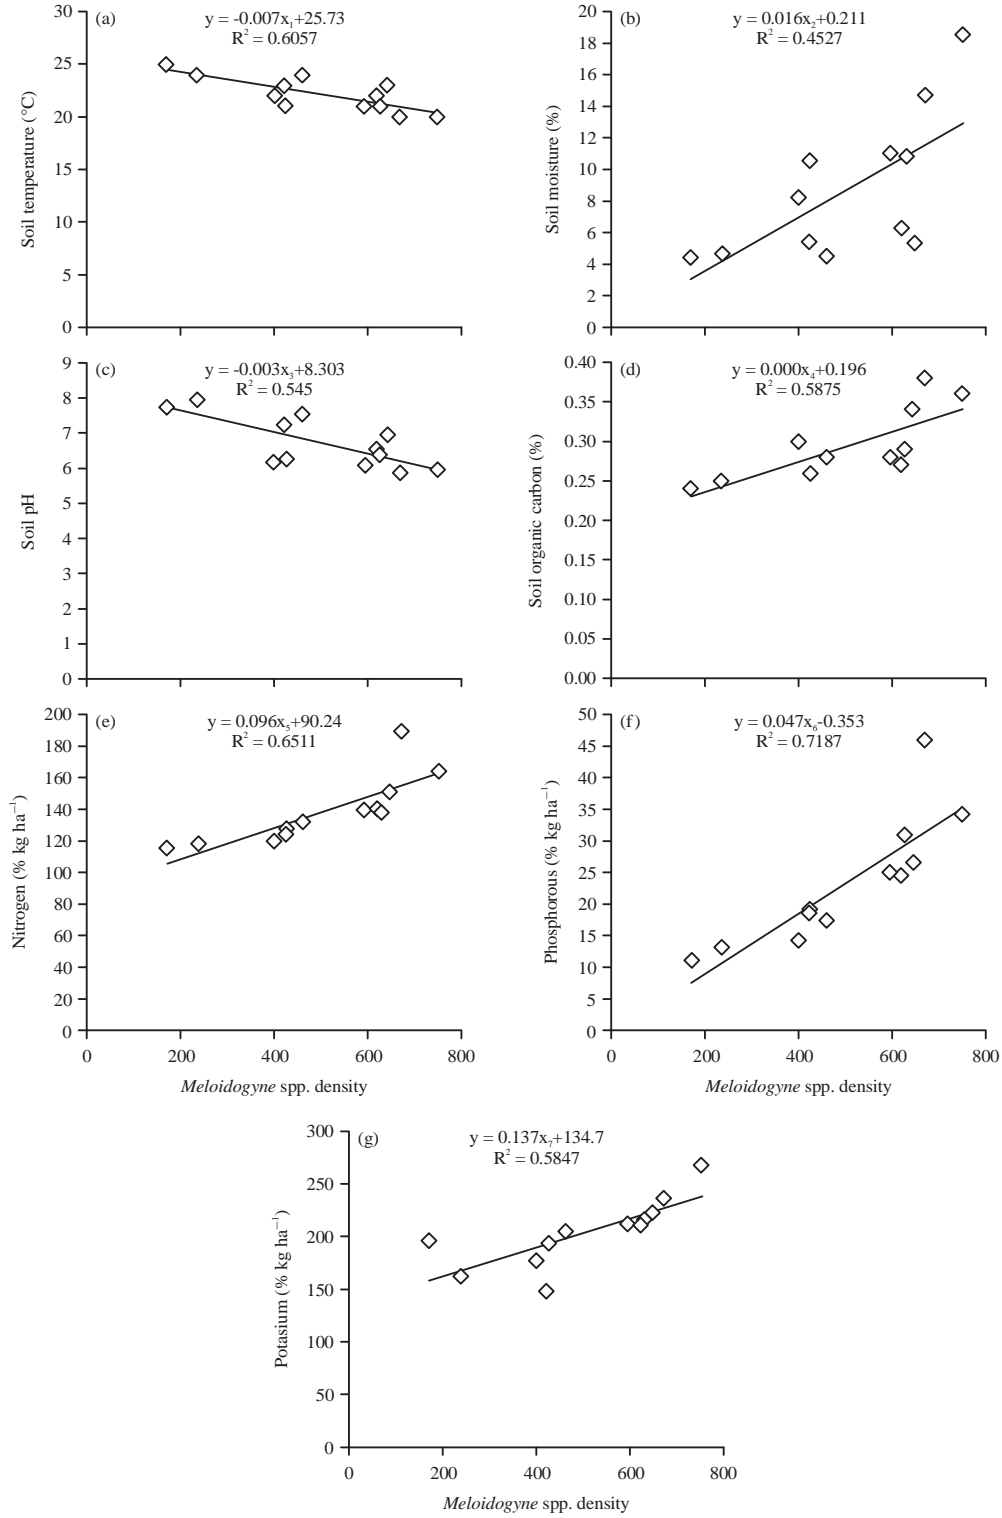 (a)
y = -0.007x₁+25.73
R² = 0.6057
30
25
20
15
10
5
0
Soil temperature (°C)
(b)
y = 0.016x₂+0.211
R² = 0.4527
20
18
16
14
12
10
8
6
4
2
0
Soil moisture (%)
(c)
y = -0.003x₃+8.303
R² = 0.545
9
8
7
6
5
4
3
2
1
0
Soil pH
(d)
y = 0.000x₄+0.196
R² = 0.5875
0.40
0.35
0.30
0.25
0.20
0.15
0.10
0.05
0.00
Soil organic carbon (%)
(e)
y = 0.096x₅+90.24
R² = 0.6511
200
180
160
140
120
100
80
60
40
20
0
Nitrogen (% kg ha⁻¹)
0 200 400 600 800
Meloidogyne spp. density
(f)
y = 0.047x₆-0.353
R² = 0.7187
50
45
40
35
30
25
20
15
10
5
0
Phosphorous (% kg ha⁻¹)
0 200 400 600 800
Meloidogyne spp. density
(g)
y = 0.137x₇+134.7
R² = 0.5847
300
250
200
150
100
50
0
Potasium (% kg ha⁻¹)
0 200 400 600 800
Meloidogyne spp. density